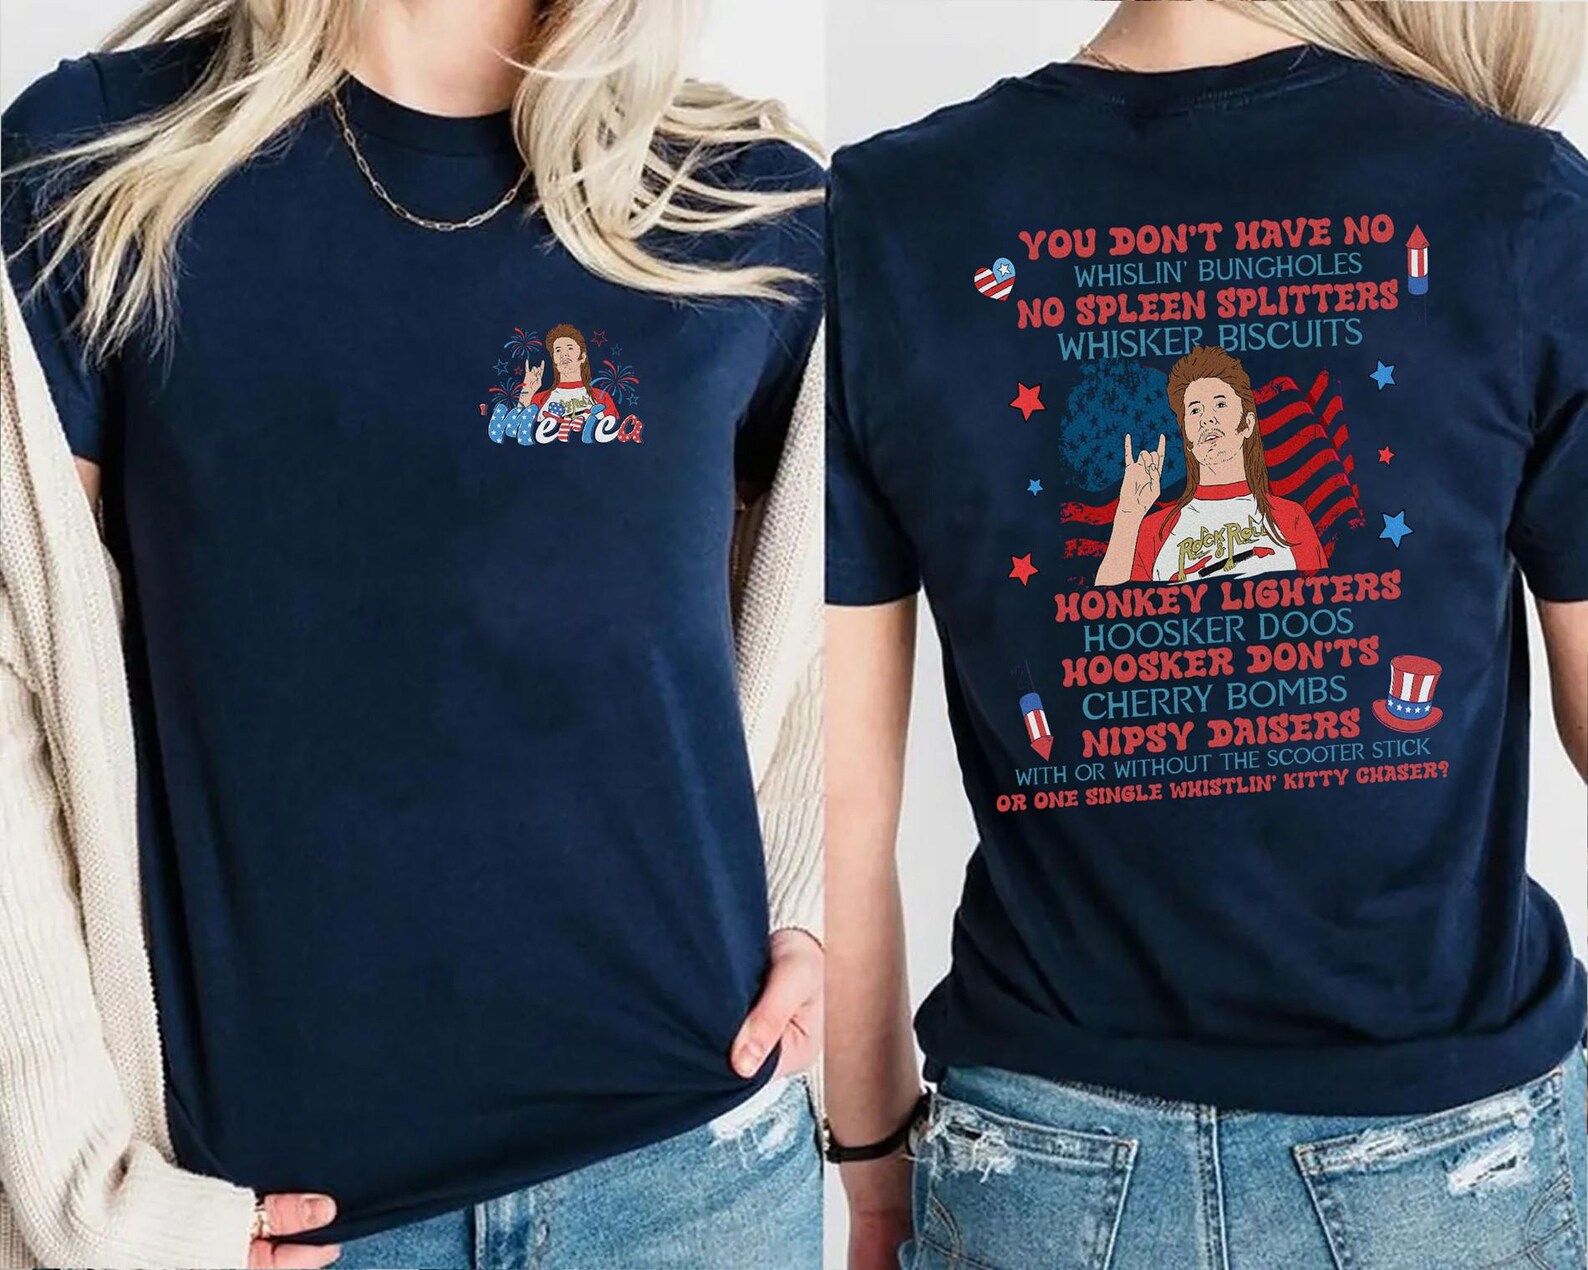 'Merica
YOU DON'T HAVE NO
WHISLIN' BUNGHOLES
NO SPLEEN SPLITTERS
WHISKER BISCUITS
ROCK & ROLL
HONKEY LIGHTERS
HOOSKER DOOS
HOOSKER DON'TS
CHERRY BOMBS
NIPSY DAISERS
WITH OR WITHOUT THE SCOOTER STICK
OR ONE SINGLE WHISTLIN' KITTY CHASER?